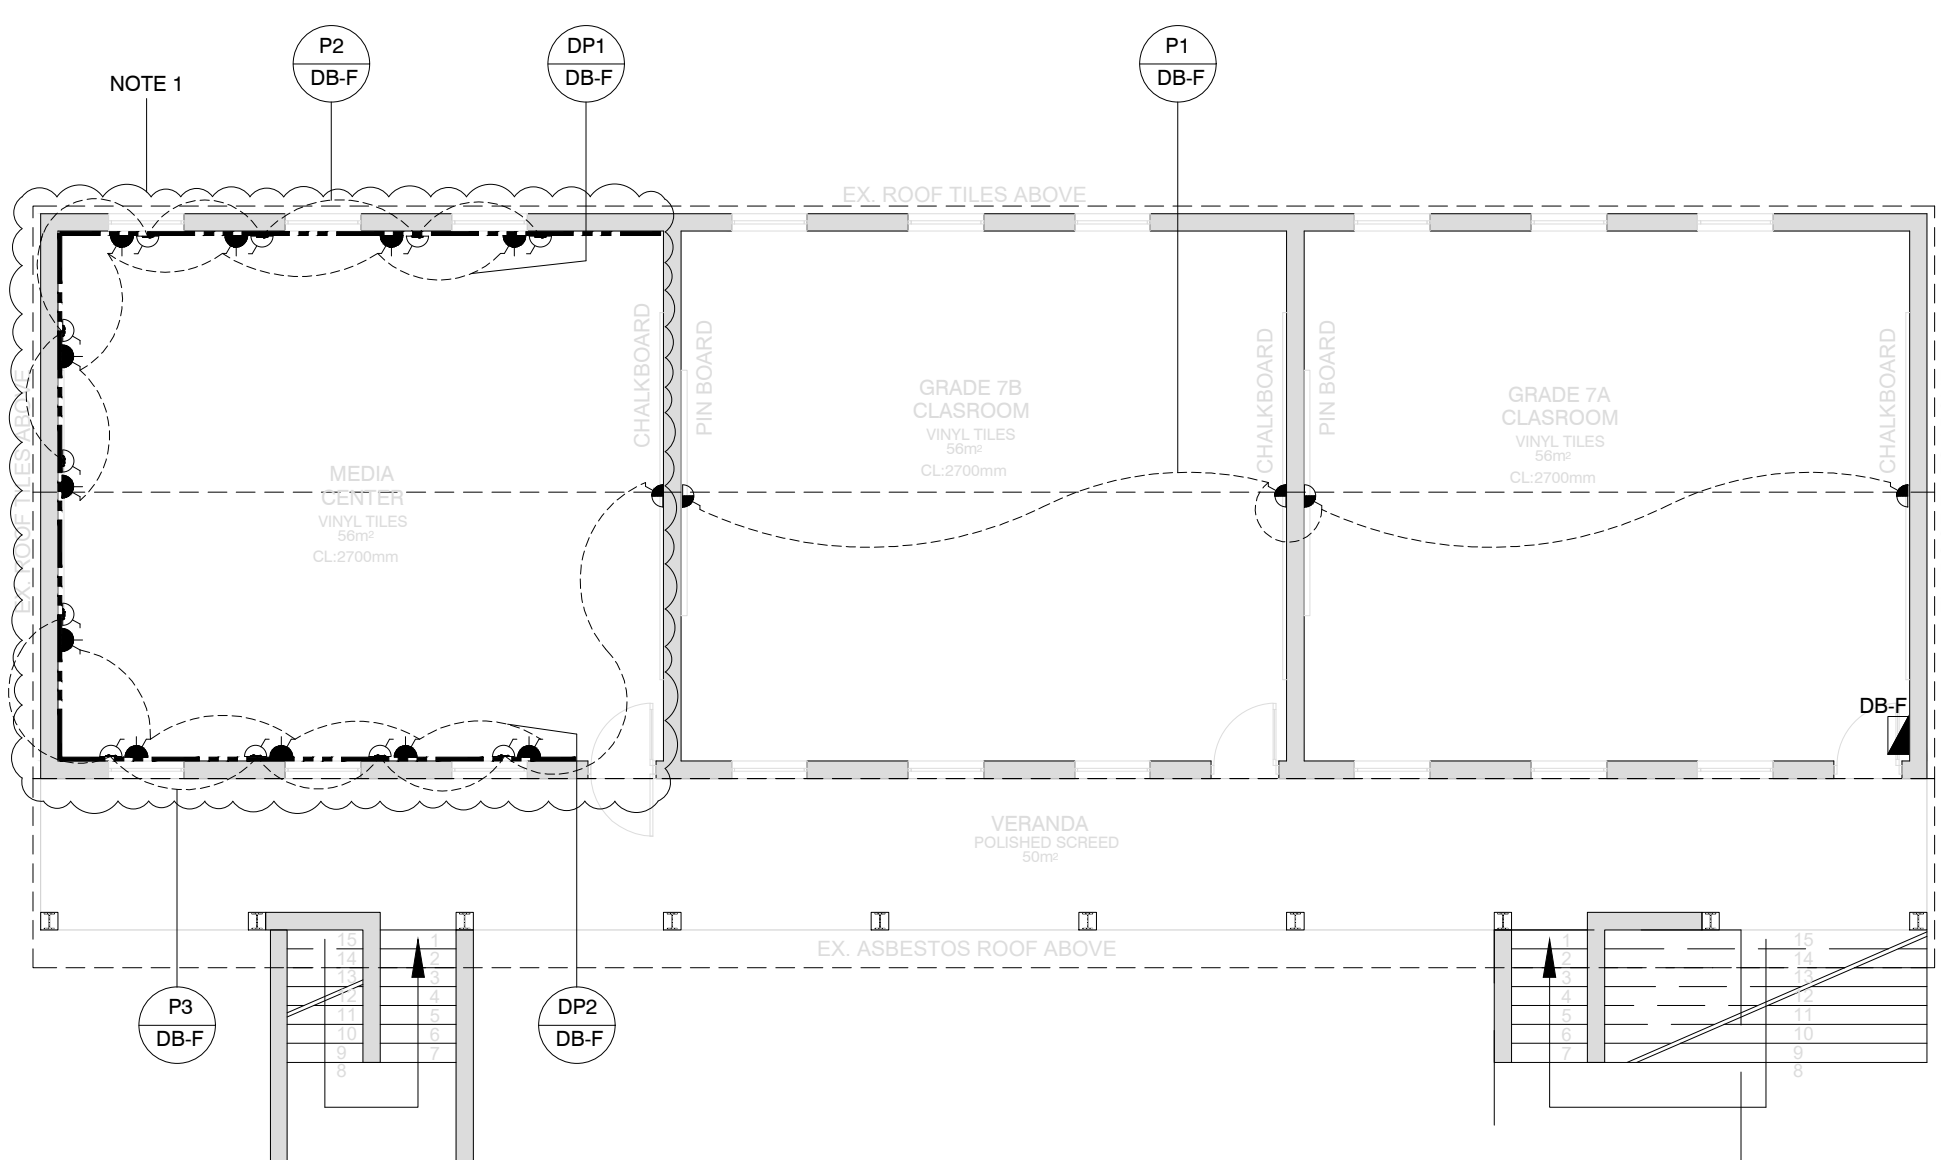 P2
DB-F
DP1
DB-F
P1
DB-F
NOTE 1
EX. ROOF TILES ABOVE
EX. ROOF TILES ABOVE
CHALKBOARD
PIN BOARD
CHALKBOARD
PIN BOARD
CHALKBOARD
MEDIA
CENTER
VINYL TILES
56m²
CL:2700mm
GRADE 7B
CLASROOM
VINYL TILES
56m²
CL:2700mm
GRADE 7A
CLASROOM
VINYL TILES
56m²
CL:2700mm
DB-F
VERANDA
POLISHED SCREED
50m²
EX. ASBESTOS ROOF ABOVE
15
14
13
12
11
10
9
8
1
2
3
4
5
6
7
1
2
3
4
5
6
7
15
14
13
12
11
10
9
8
P3
DB-F
DP2
DB-F